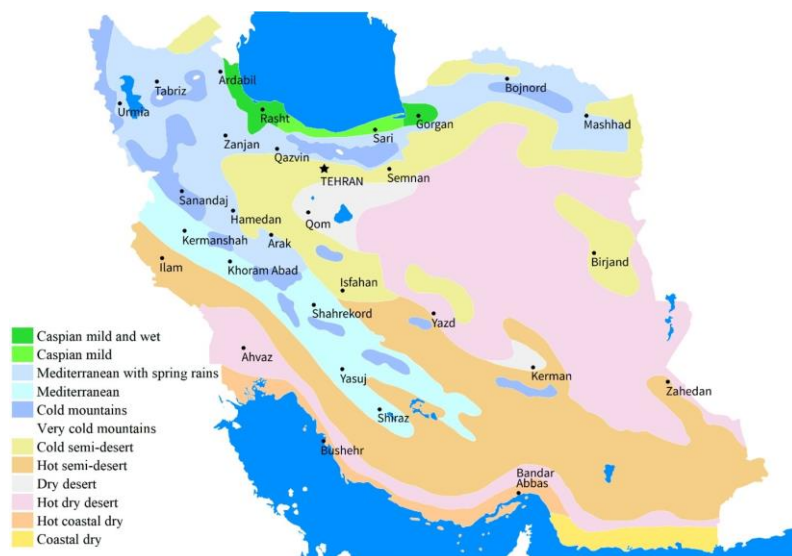 Ardabil
Tabriz
Bojnord
Urmia
Rasht
Gorgan
Mashhad
Zanjan
Sari
Qazvin
TEHRAN
Semnan
Sanandaj
Hamedan
Qom
Kermanshah
Arak
Birjand
Ilam
Khoram Abad
Isfahan
Shahrekord
Yazd
Ahvaz
Yasuj
Kerman
Zahedan
Shiraz
Bushehr
Bandar
Abbas
Caspian mild and wet
Caspian mild
Mediterranean with spring rains
Mediterranean
Cold mountains
Very cold mountains
Cold semi-desert
Hot semi-desert
Dry desert
Hot dry desert
Hot coastal dry
Coastal dry